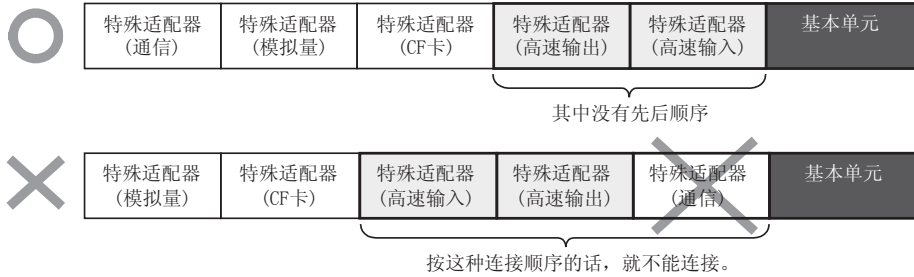 特殊适配器 特殊适配器 特殊适配器 特殊适配器 特殊适配器 基本单元
(通信) (模拟量) (CF卡) (高速输出) (高速输入)
其中没有先后顺序
特殊适配器 特殊适配器 特殊适配器 特殊适配器 特殊适配器 基本单元
(模拟量) (CF卡) (高速输入) (高速输出) (通信)
按这种连接顺序的话，就不能连接。